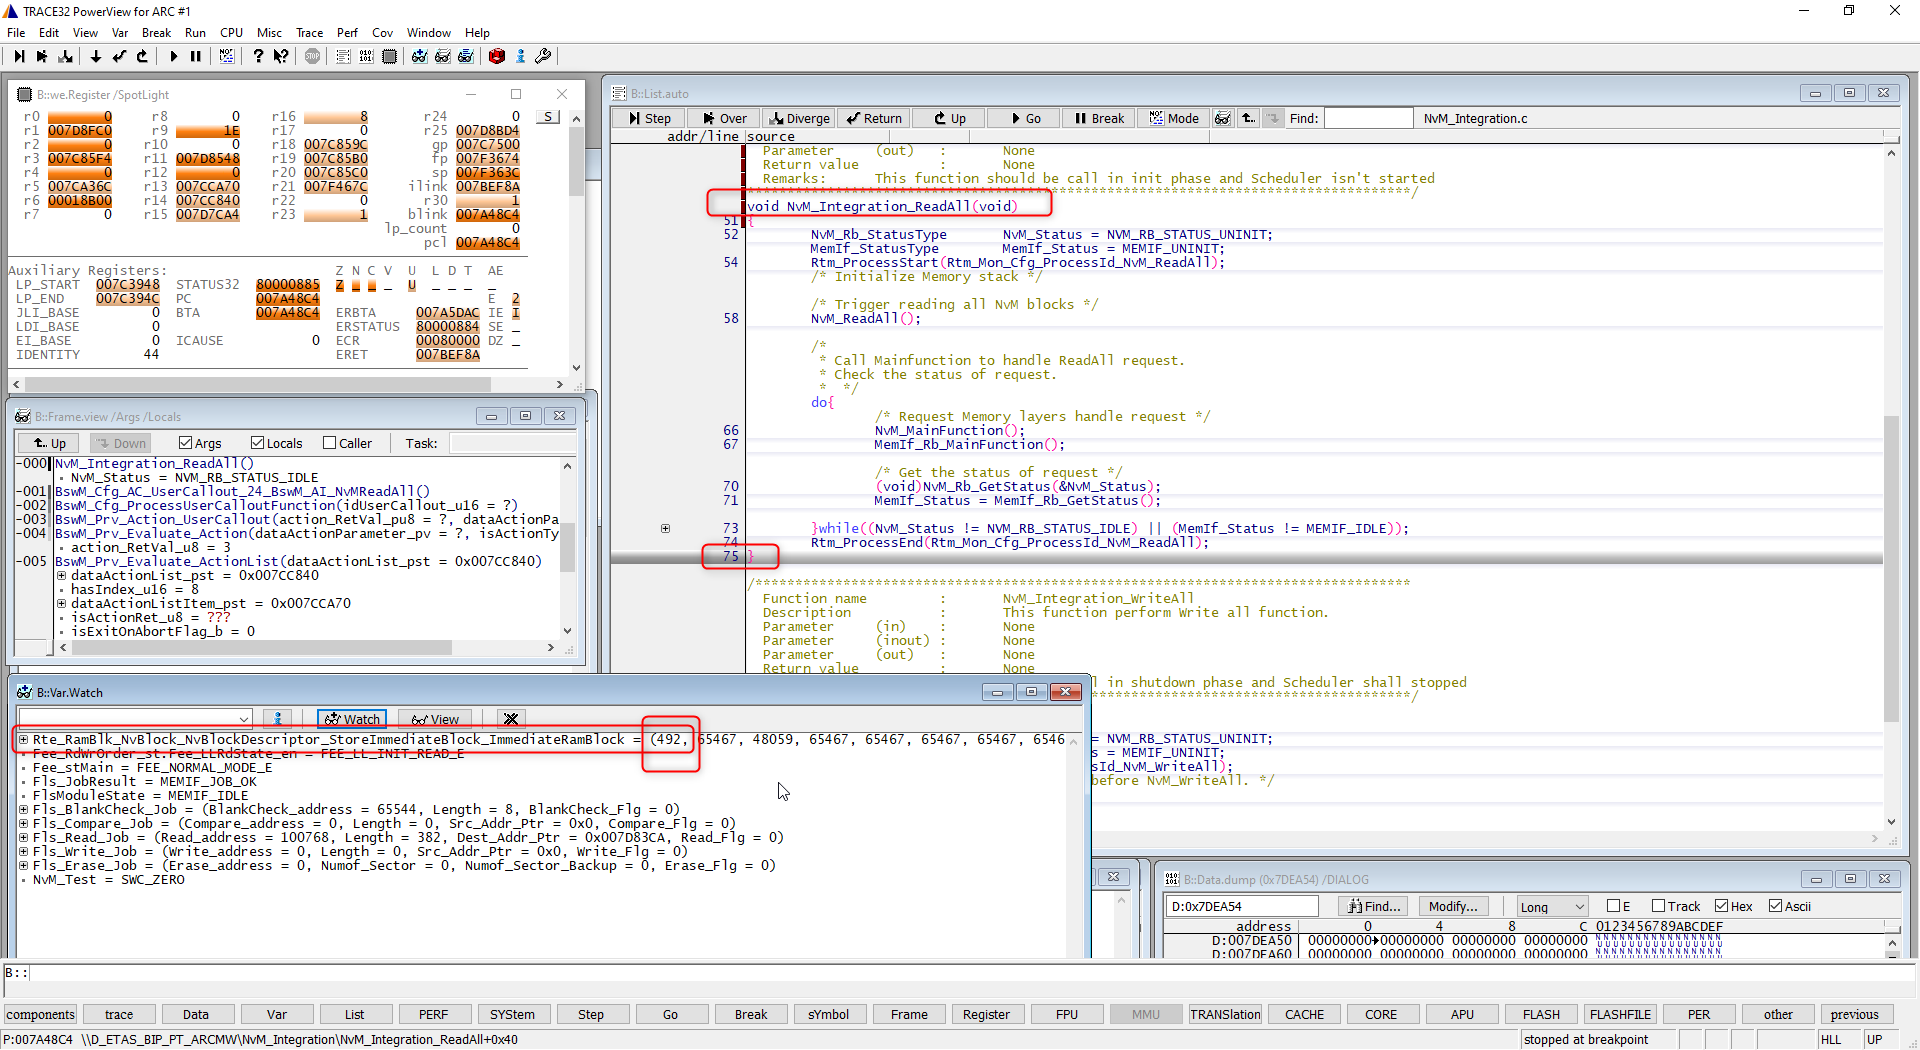 TRACE32 PowerView for ARC #1
File Edit View Var Break Run CPU Misc Trace Perf Cov Window Help
B::we.Register /SpotLight
r0 0 r8 0 r16 8 r24 0 S
r1 007D8FC0 r9 1E r17 0 r25 007D8BD4
r2 0 r10 0 r18 007C859C gp 007C7500
r3 007C85F4 r11 007D8548 r19 007C85B0 fp 007F3674
r4 0 r12 0 r20 007C85C0 sp 007F363C
r5 007CA36C r13 007CCA70 r21 007F467C ilink 007BEF8A
r6 00018B00 r14 007CC840 r22 0 r30 1
r7 0 r15 007D7CA4 r23 1 blink 007A48C4
lp_count 0
pcl 007A48C4
Auxiliary Registers: Z N C V U L D T AE
LP_START 007C3948 STATUS32 80000885 Z _ _ _ U _ _ _ _
LP_END 007C394C PC 007A48C4 E 2
JLI_BASE 0 BTA 007A48C4 ERBTA 007A5DAC IE I
LDI_BASE 0 ERSTATUS 80000884 SE _
EI_BASE 0 ICAUSE 0 ECR 00080000 DZ _
IDENTITY 44 ERET 007BEF8A
B::Frame.view /Args /Locals
Up Down Args Locals Caller Task:
-000 NvM_Integration_ReadAll()
NvM_Status = NVM_RB_STATUS_IDLE
-001 BswM_Cfg_AC_UserCallout_24_BswM_AI_NvMReadAll()
-002 BswM_Cfg_ProcessUserCalloutFunction(idUserCallout_u16 = ?)
-003 BswM_Prv_Action_UserCallout(action_RetVal_pu8 = ?, dataActionPa
-004 BswM_Prv_Evaluate_Action(dataActionParameter_pv = ?, isActionTy
action_RetVal_u8 = 3
-005 BswM_Prv_Evaluate_ActionList(dataActionList_pst = 0x007CC840)
dataActionList_pst = 0x007CC840
hasIndex_u16 = 8
dataActionListItem_pst = 0x007CCA70
isActionRet_u8 = ???
isExitOnAbortFlag_b = 0
B::List.auto
Step Over Diverge Return Up Go Break Mode Find: NvM_Integration.c
addr/line source
Parameter (out) : None
Return value : None
Remarks: This function should be call in init phase and Scheduler isn't started
***********************************************************************************/
void NvM_Integration_ReadAll(void)
51 {
52 NvM_Rb_StatusType NvM_Status = NVM_RB_STATUS_UNINIT;
MemIf_StatusType MemIf_Status = MEMIF_UNINIT;
54 Rtm_ProcessStart(Rtm_Mon_Cfg_ProcessId_NvM_ReadAll);
/* Initialize Memory stack */
/* Trigger reading all NvM blocks */
58 NvM_ReadAll();
/*
* Call Mainfunction to handle ReadAll request.
* Check the status of request.
* */
do{
/* Request Memory layers handle request */
66 NvM_MainFunction();
67 MemIf_Rb_MainFunction();
/* Get the status of request */
70 (void)NvM_Rb_GetStatus(&NvM_Status);
71 MemIf_Status = MemIf_Rb_GetStatus();
73 }while((NvM_Status != NVM_RB_STATUS_IDLE) || (MemIf_Status != MEMIF_IDLE));
74 Rtm_ProcessEnd(Rtm_Mon_Cfg_ProcessId_NvM_ReadAll);
75 }
/**********************************************************************************
Function name : NvM_Integration_WriteAll
Description : This function perform Write all function.
Parameter (in) : None
Parameter (inout) : None
Parameter (out) : None
Return value : None
l in shutdown phase and Scheduler shall stopped
******************************************/
= NVM_RB_STATUS_UNINIT;
s = MEMIF_UNINIT;
sId_NvM_WriteAll);
before NvM_WriteAll. */
B::Var.Watch
Watch View
Rte_RamBlk_NvBlock_NvBlockDescriptor_StoreImmediateBlock_ImmediateRamBlock = (492, 65467, 48059, 65467, 65467, 65467, 65467, 6546
Fee_RdWrOrder_st.Fee_LLRdState_en = FEE_LL_INIT_READ_E
Fee_stMain = FEE_NORMAL_MODE_E
Fls_JobResult = MEMIF_JOB_OK
FlsModuleState = MEMIF_IDLE
Fls_BlankCheck_Job = (BlankCheck_address = 65544, Length = 8, BlankCheck_Flg = 0)
Fls_Compare_Job = (Compare_address = 0, Length = 0, Src_Addr_Ptr = 0x0, Compare_Flg = 0)
Fls_Read_Job = (Read_address = 100768, Length = 382, Dest_Addr_Ptr = 0x007D83CA, Read_Flg = 0)
Fls_Write_Job = (Write_address = 0, Length = 0, Src_Addr_Ptr = 0x0, Write_Flg = 0)
Fls_Erase_Job = (Erase_address = 0, Numof_Sector = 0, Numof_Sector_Backup = 0, Erase_Flg = 0)
NvM_Test = SWC_ZERO
B::Data.dump (0x7DEA54) /DIALOG
D:0x7DEA54 Find... Modify... Long E Track Hex Ascii
address 0 4 8 C 0123456789ABCDEF
D:007DEA50 00000000 00000000 00000000 00000000
D:007DEA60 00000000 00000000 00000000 00000000
B::
components trace Data Var List PERF SYStem Step Go Break sYmbol Frame Register FPU MMU TRANSlation CACHE CORE APU FLASH FLASHFILE PER other previous
P:007A48C4 \\D_ETAS_BIP_PT_ARCMW\NvM_Integration\NvM_Integration_ReadAll+0x40 stopped at breakpoint HLL UP